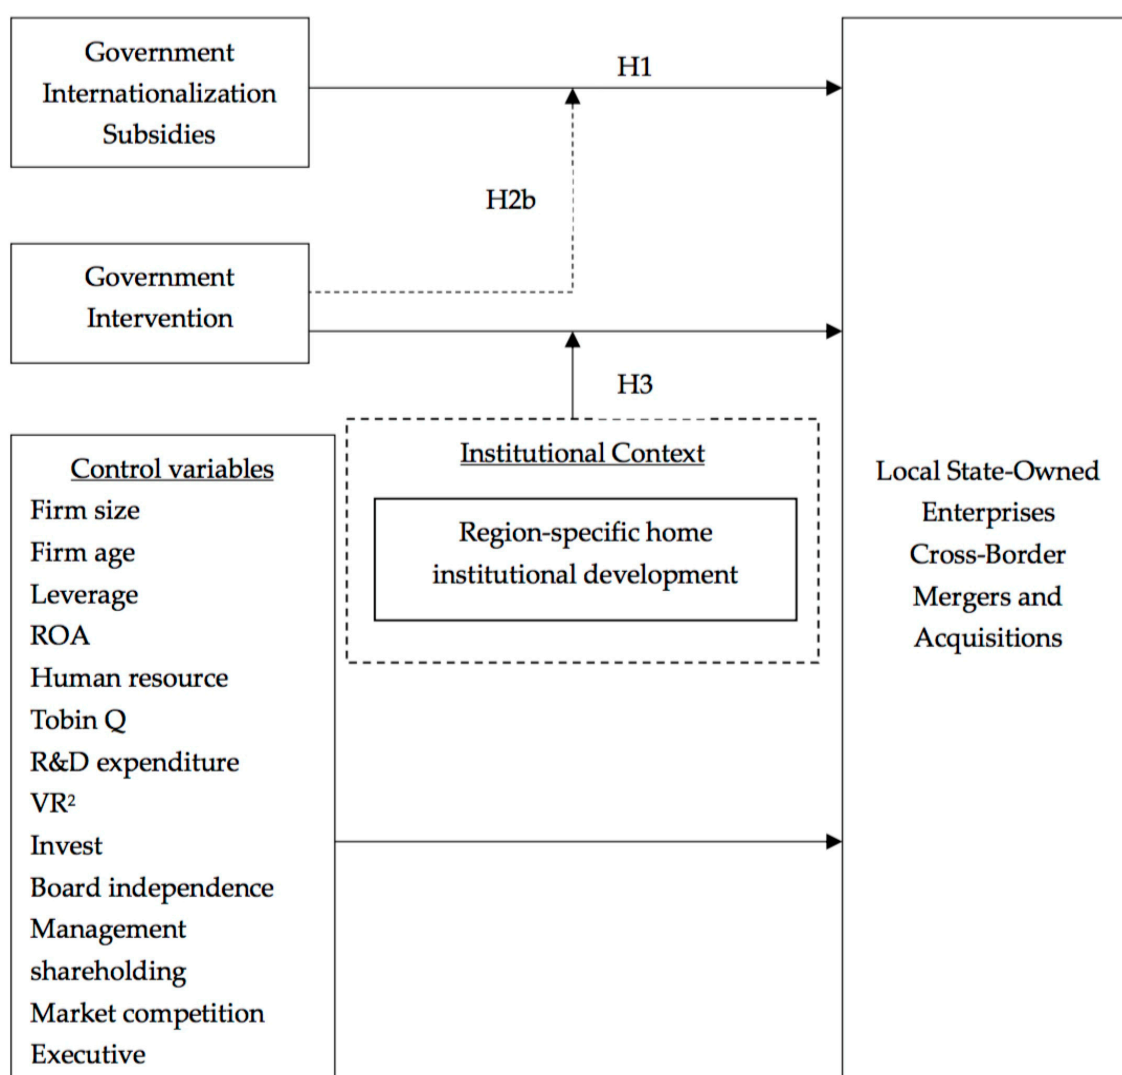 Government
Internationalization
Subsidies
H1
H2b
Government
Intervention
H3
Control variables
Firm size
Firm age
Leverage
ROA
Human resource
Tobin Q
R&D expenditure
VR²
Invest
Board independence
Management
shareholding
Market competition
Executive
Institutional Context
Region-specific home
institutional development
Local State-Owned
Enterprises
Cross-Border
Mergers and
Acquisitions